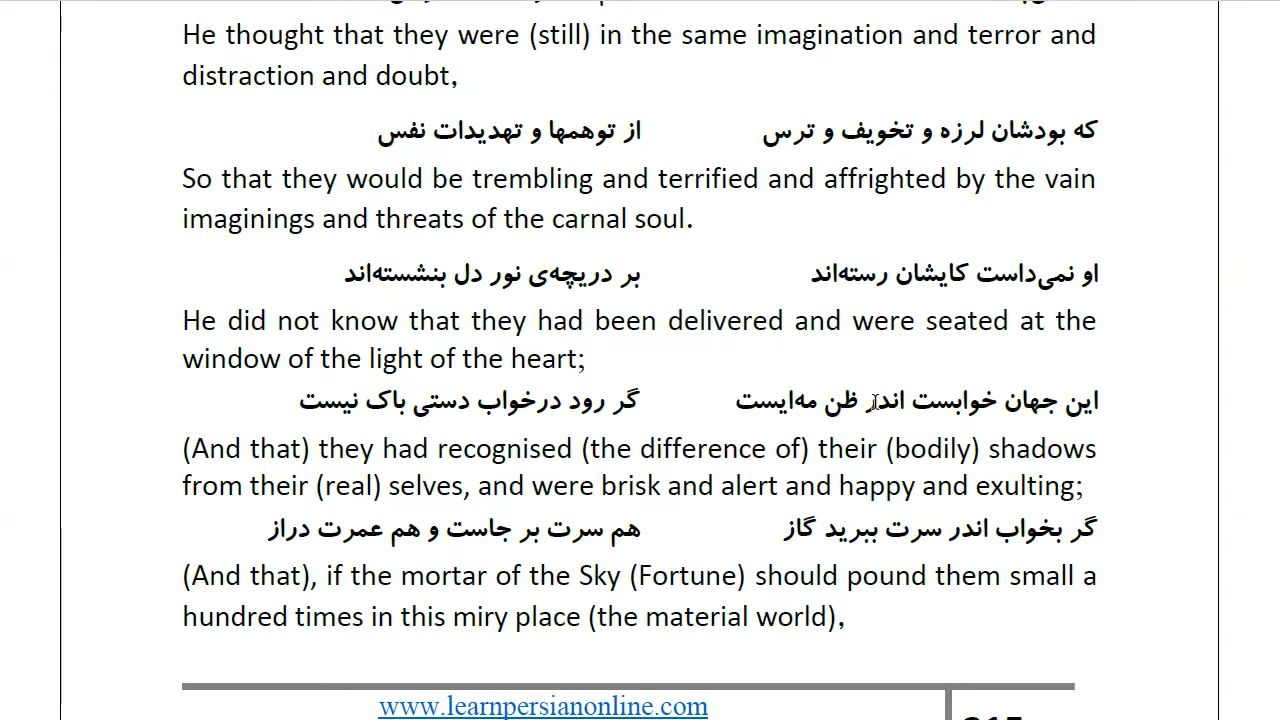 He thought that they were (still) in the same imagination and terror and
distraction and doubt,
که بودشان لرزه و تخویف و ترس از توهمها و تهدیدات نفس
So that they would be trembling and terrified and affrighted by the vain
imaginings and threats of the carnal soul.
او نمی‌داست کایشان رسته‌اند بر دریچه‌ی نور دل بنشسته‌اند
He did not know that they had been delivered and were seated at the
window of the light of the heart;
این جهان خوابست اندر ظن مه‌ایست گر رود درخواب دستی باک نیست
(And that) they had recognised (the difference of) their (bodily) shadows
from their (real) selves, and were brisk and alert and happy and exulting;
گر بخواب اندر سرت ببرید گاز هم سرت بر جاست و هم عمرت دراز
(And that), if the mortar of the Sky (Fortune) should pound them small a
hundred times in this miry place (the material world),
www.learnpersianonline.com